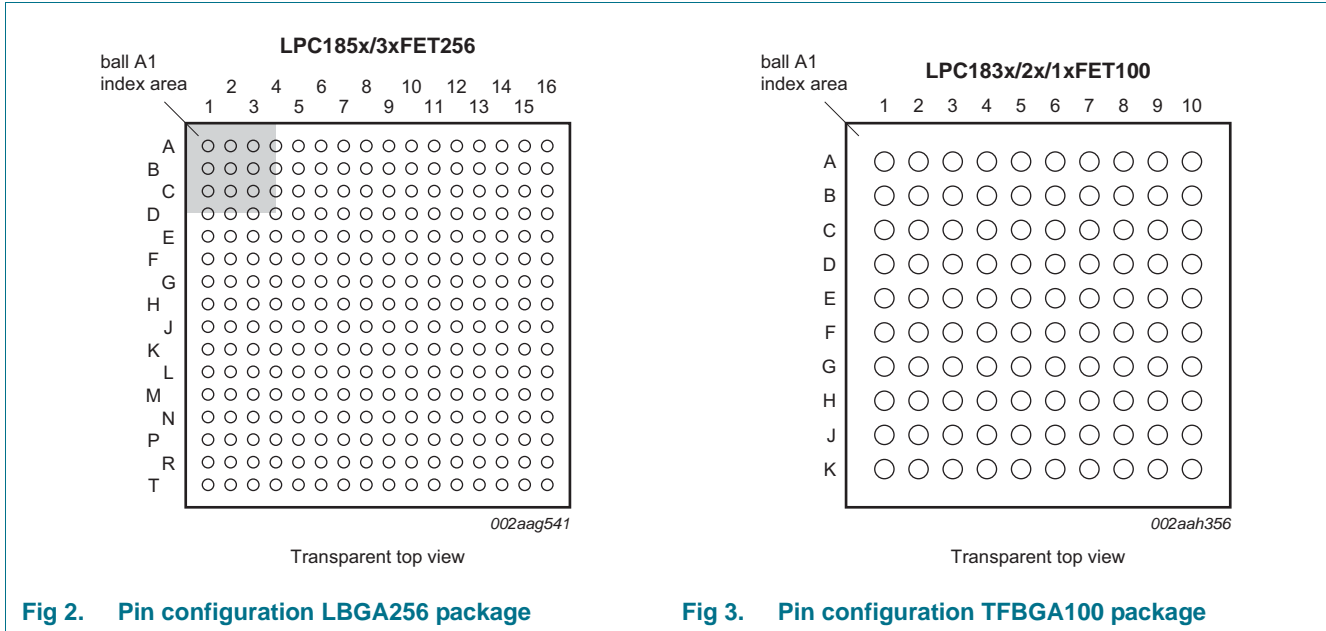 LPC185x/3xFET256
ball A1
index area
2 4 6 8 10 12 14 16
1 3 5 7 9 11 13 15
A
B
C
D
E
F
G
H
J
K
L
M
N
P
R
T
002aag541
Transparent top view
Fig 2. Pin configuration LBGA256 package
LPC183x/2x/1xFET100
ball A1
index area
1 2 3 4 5 6 7 8 9 10
A
B
C
D
E
F
G
H
J
K
002aah356
Transparent top view
Fig 3. Pin configuration TFBGA100 package